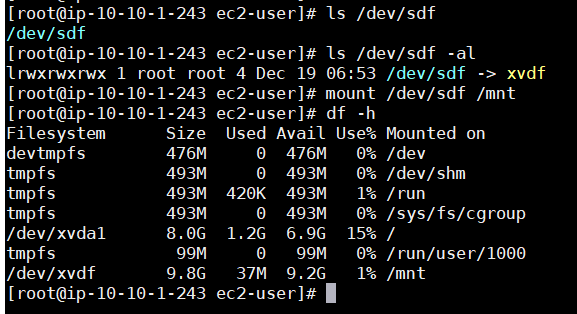 [root@ip-10-10-1-243 ec2-user]# ls /dev/sdf
/dev/sdf
[root@ip-10-10-1-243 ec2-user]# ls /dev/sdf -al
lrwxrwxrwx 1 root root 4 Dec 19 06:53 /dev/sdf -> xvdf
[root@ip-10-10-1-243 ec2-user]# mount /dev/sdf /mnt
[root@ip-10-10-1-243 ec2-user]# df -h
Filesystem      Size  Used Avail Use% Mounted on
devtmpfs        476M     0  476M   0% /dev
tmpfs           493M     0  493M   0% /dev/shm
tmpfs           493M  420K  493M   1% /run
tmpfs           493M     0  493M   0% /sys/fs/cgroup
/dev/xvda1      8.0G  1.2G  6.9G  15% /
tmpfs            99M     0   99M   0% /run/user/1000
/dev/xvdf       9.8G   37M  9.2G   1% /mnt
[root@ip-10-10-1-243 ec2-user]#